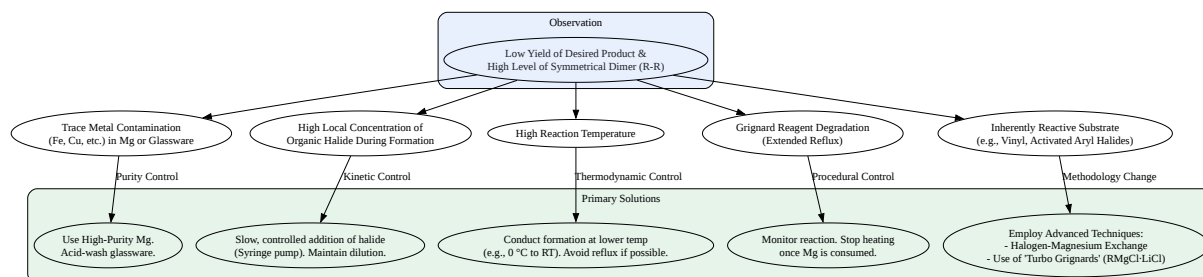 Observation
Low Yield of Desired Product &
High Level of Symmetrical Dimer (R-R)
Trace Metal Contamination
(Fe, Cu, etc.) in Mg or Glassware
High Local Concentration of
Organic Halide During Formation
High Reaction Temperature
Grignard Reagent Degradation
(Extended Reflux)
Inherently Reactive Substrate
(e.g., Vinyl, Activated Aryl Halides)
Purity Control
Kinetic Control
Thermodynamic Control
Procedural Control
Methodology Change
Primary Solutions
Use High-Purity Mg.
Acid-wash glassware.
Slow, controlled addition of halide
(Syringe pump). Maintain dilution.
Conduct formation at lower temp
(e.g., 0 °C to RT). Avoid reflux if possible.
Monitor reaction. Stop heating
once Mg is consumed.
Employ Advanced Techniques:
- Halogen-Magnesium Exchange
- Use of 'Turbo Grignards' (RMgCl·LiCl)